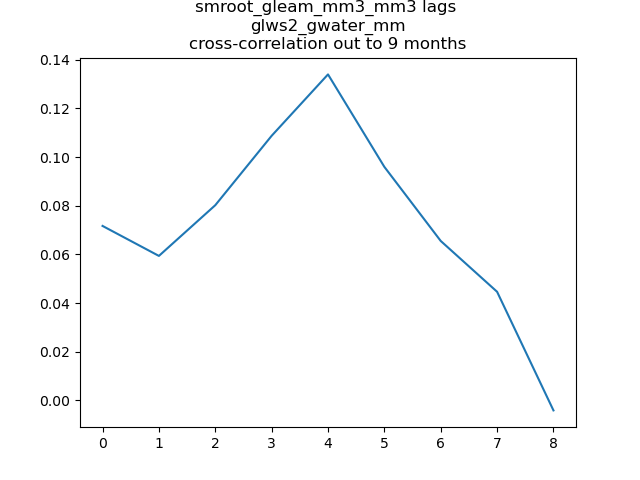 smroot_gleam_mm3_mm3 lags
glws2_gwater_mm
cross-correlation out to 9 months
0.14
0.12
0.10
0.08
0.06
0.04
0.02
0.00
0 1 2 3 4 5 6 7 8